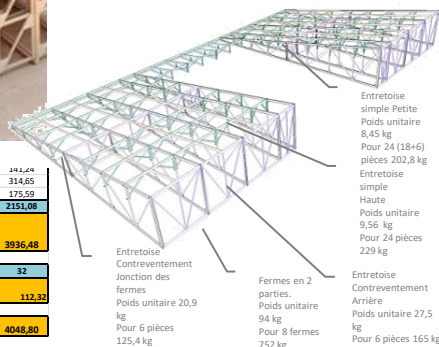 141,24
314,65
175,59
2151,08
3936,48
32
112,32
4048,80
Entretoise
simple Petite
Poids unitaire
8,45 kg
Pour 24 (18+6)
pièces 202,8 kg
Entretoise
simple
Haute
Poids unitaire
9,56 kg
Pour 24 pièces
229 kg
Entretoise
Contreventement
Jonction des
fermes
Poids unitaire 20,9
kg
Pour 6 pièces
125,4 kg
Fermes en 2
parties.
Poids unitaire
94 kg
Pour 8 fermes
752 kg
Entretoise
Contreventement
Arrière
Poids unitaire 27,5
kg
Pour 6 pièces 165 kg